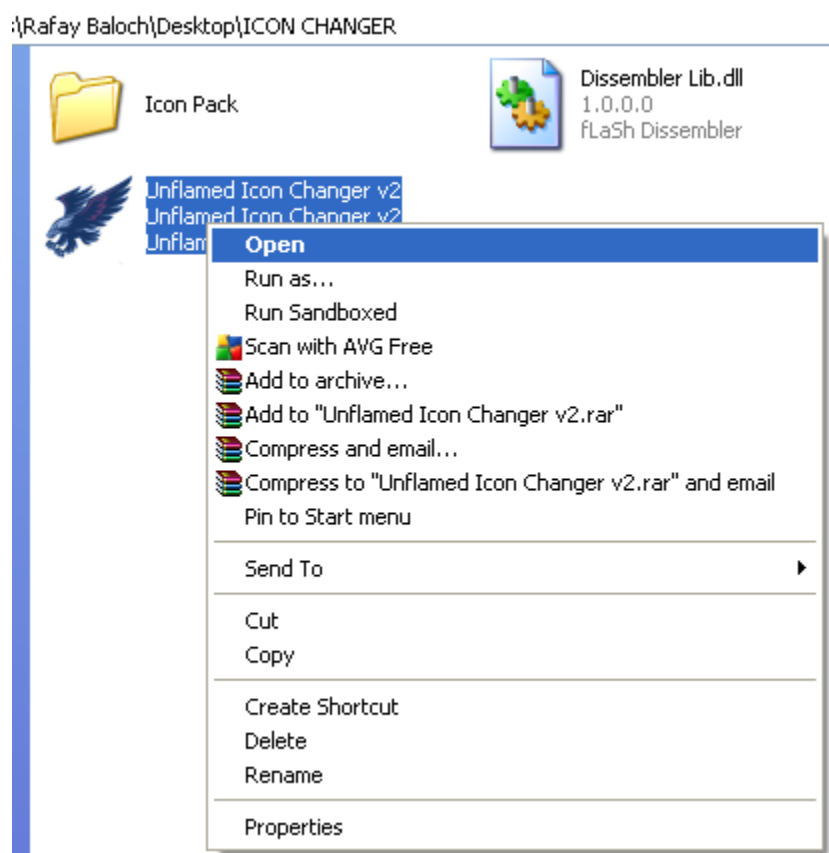 \Rafay Baloch\Desktop\ICON CHANGER
Icon Pack
Dissembler Lib.dll
1.0.0.0
fLaSh Dissembler
Unflamed Icon Changer v2
Unflamed Icon Changer v2
Unflam
Open
Run as...
Run Sandboxed
Scan with AVG Free
Add to archive...
Add to "Unflamed Icon Changer v2.rar"
Compress and email...
Compress to "Unflamed Icon Changer v2.rar" and email
Pin to Start menu
Send To
Cut
Copy
Create Shortcut
Delete
Rename
Properties